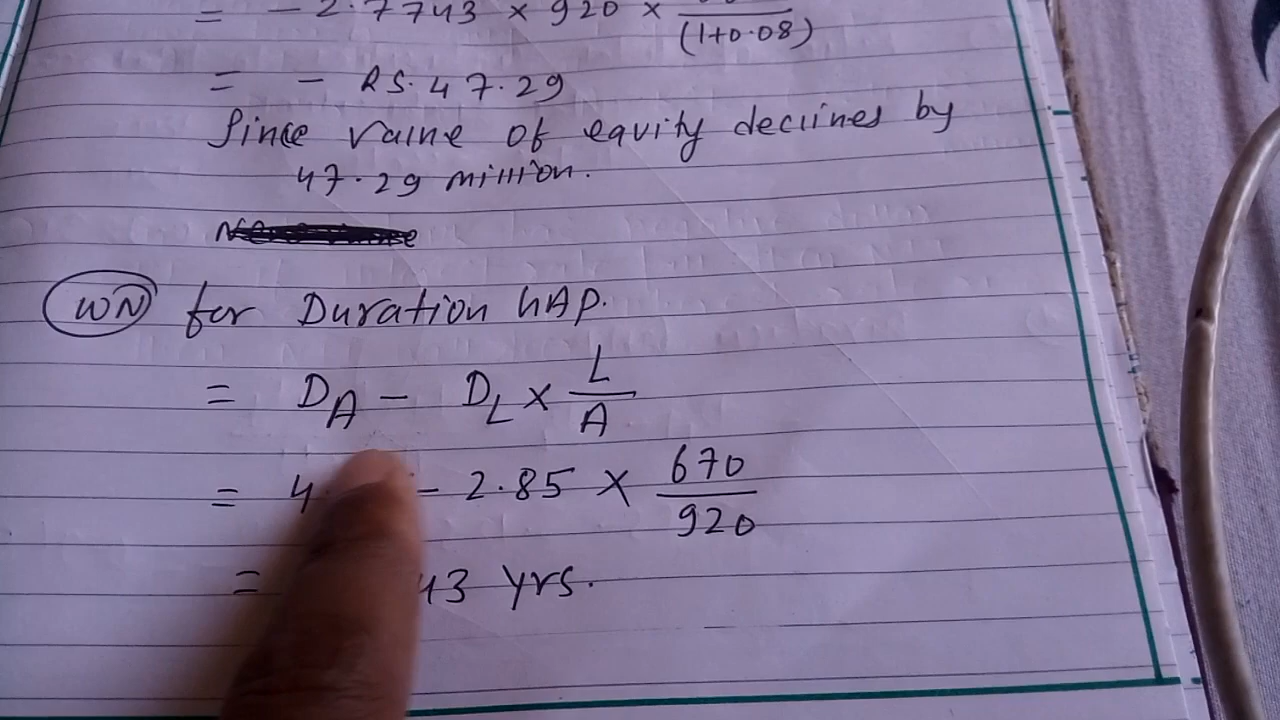 = - 2.7743 × 920 × (1+0.08)
= - RS. 47.29
Since value of equity declines by
47.29 million.
WN for Duration GAP.
= DA - DL × L/A
= 4. - 2.85 × 670/920
= 43 yrs.